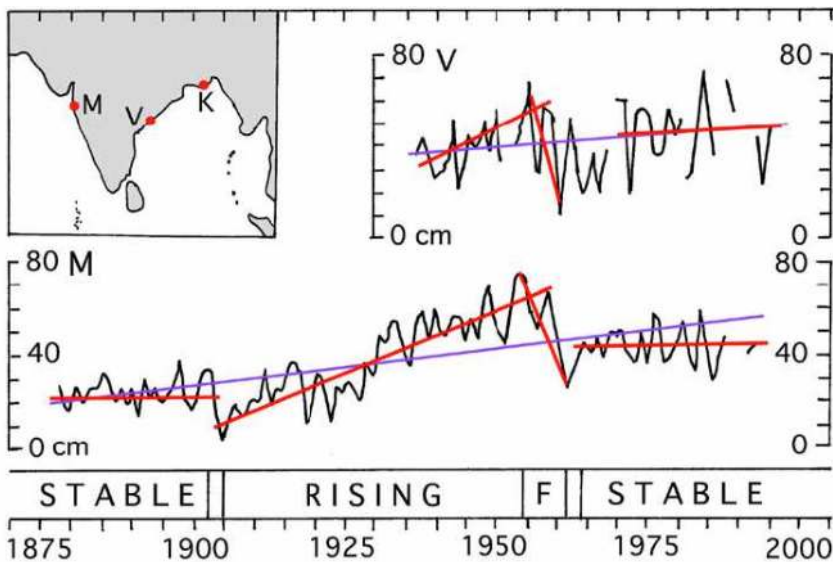 80 V 80
M V K
0 cm 0
80 M 80
40 40
0 cm 0
STABLE RISING F STABLE
1875 1900 1925 1950 1975 2000